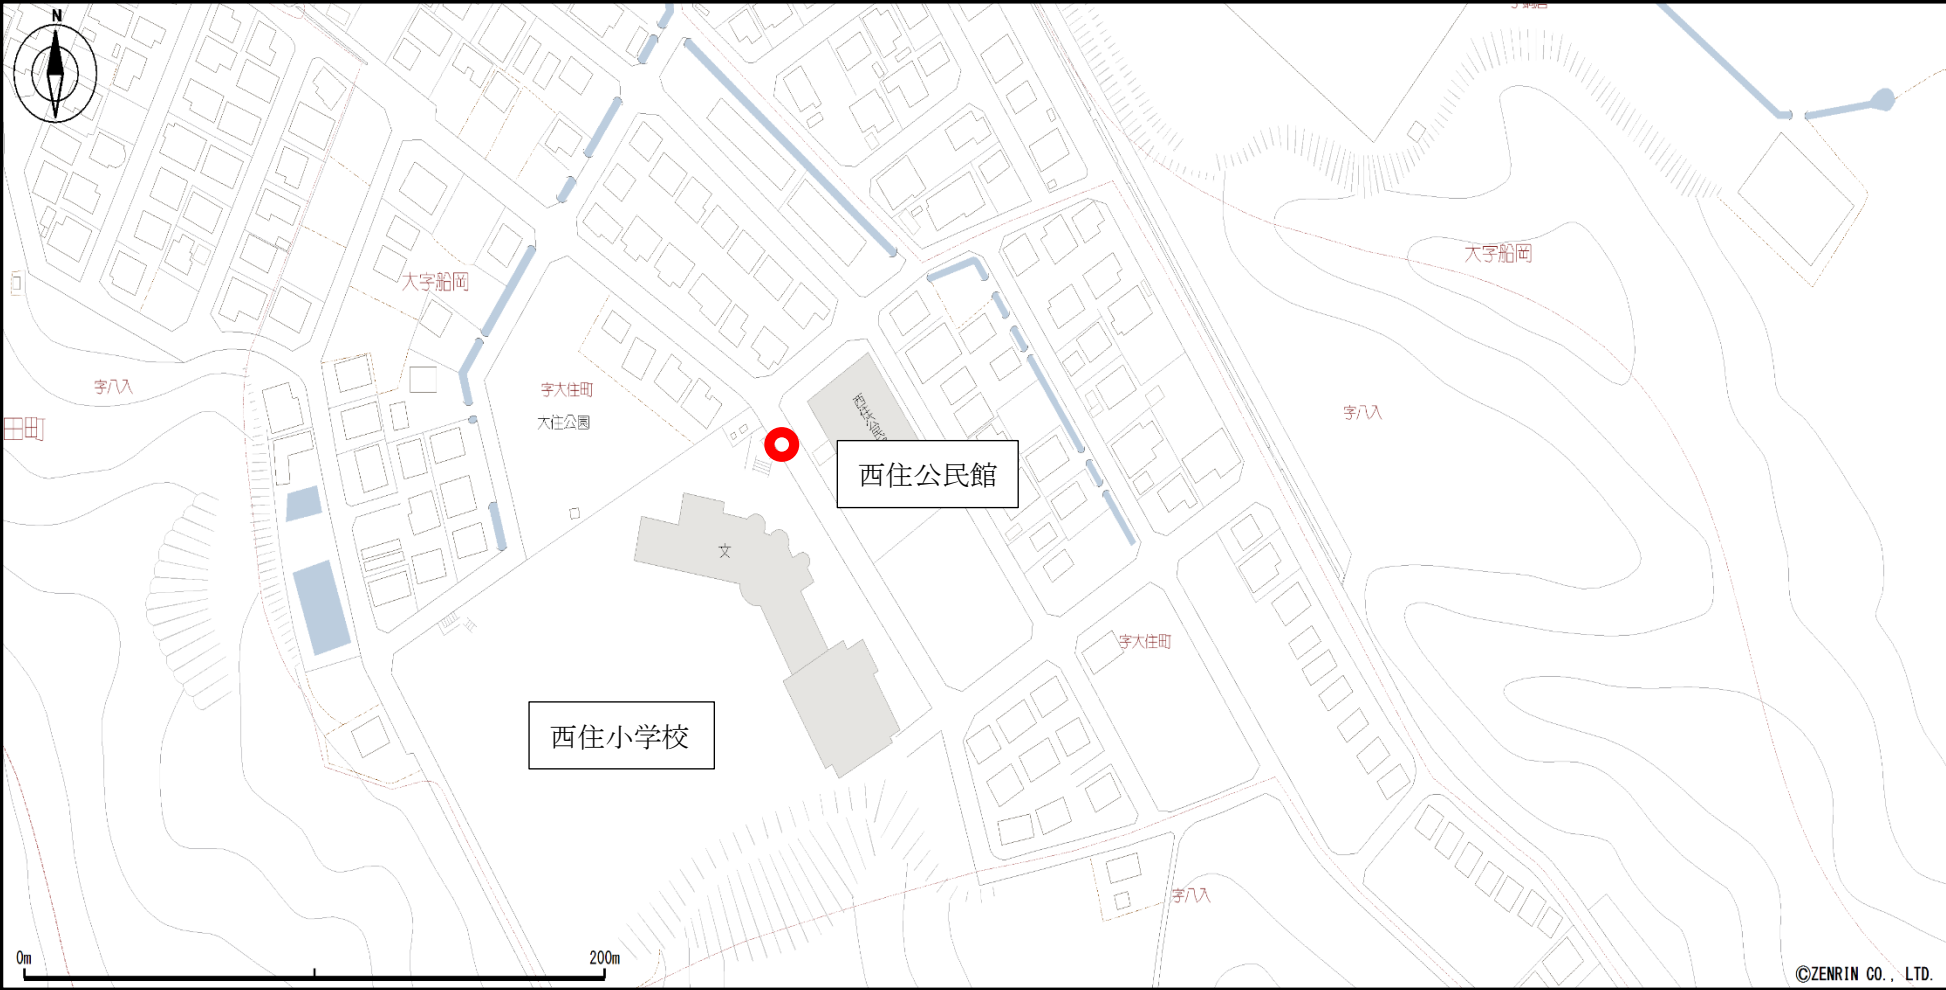 N
大字船岡
大字船岡
字八入
字大住町
大住公園
田町
字八入
西住公民館
文
字大住町
西住小学校
字八入
0m
200m
©ZENRIN CO., LTD.